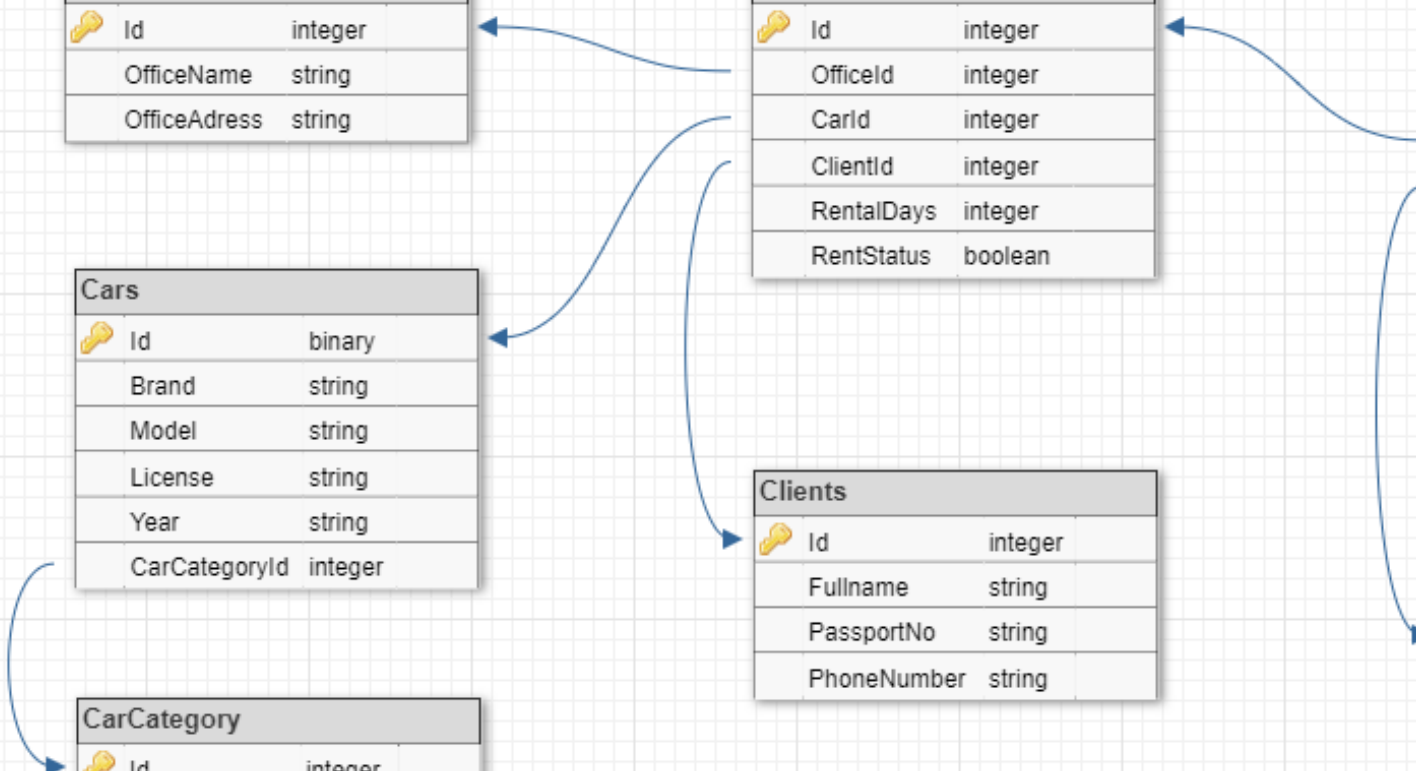 Id integer
OfficeName string
OfficeAdress string
Id integer
OfficeId integer
CarId integer
ClientId integer
RentalDays integer
RentStatus boolean
Cars
Id binary
Brand string
Model string
License string
Year string
CarCategoryId integer
Clients
Id integer
Fullname string
PassportNo string
PhoneNumber string
CarCategory
Id integer